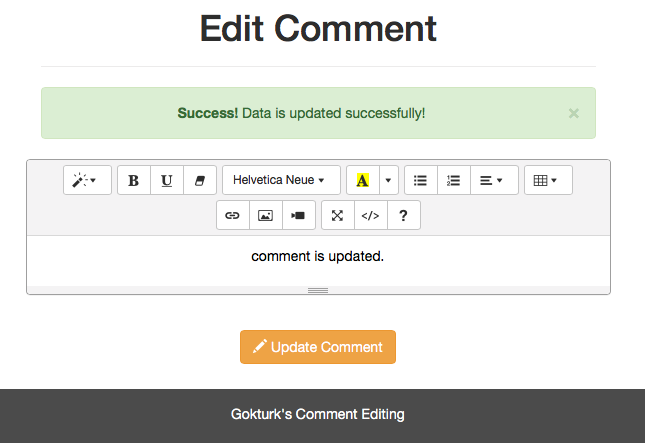 Edit Comment
Success! Data is updated successfully! ×
B U Helvetica Neue A
</> ?
comment is updated.
Update Comment
Gokturk's Comment Editing